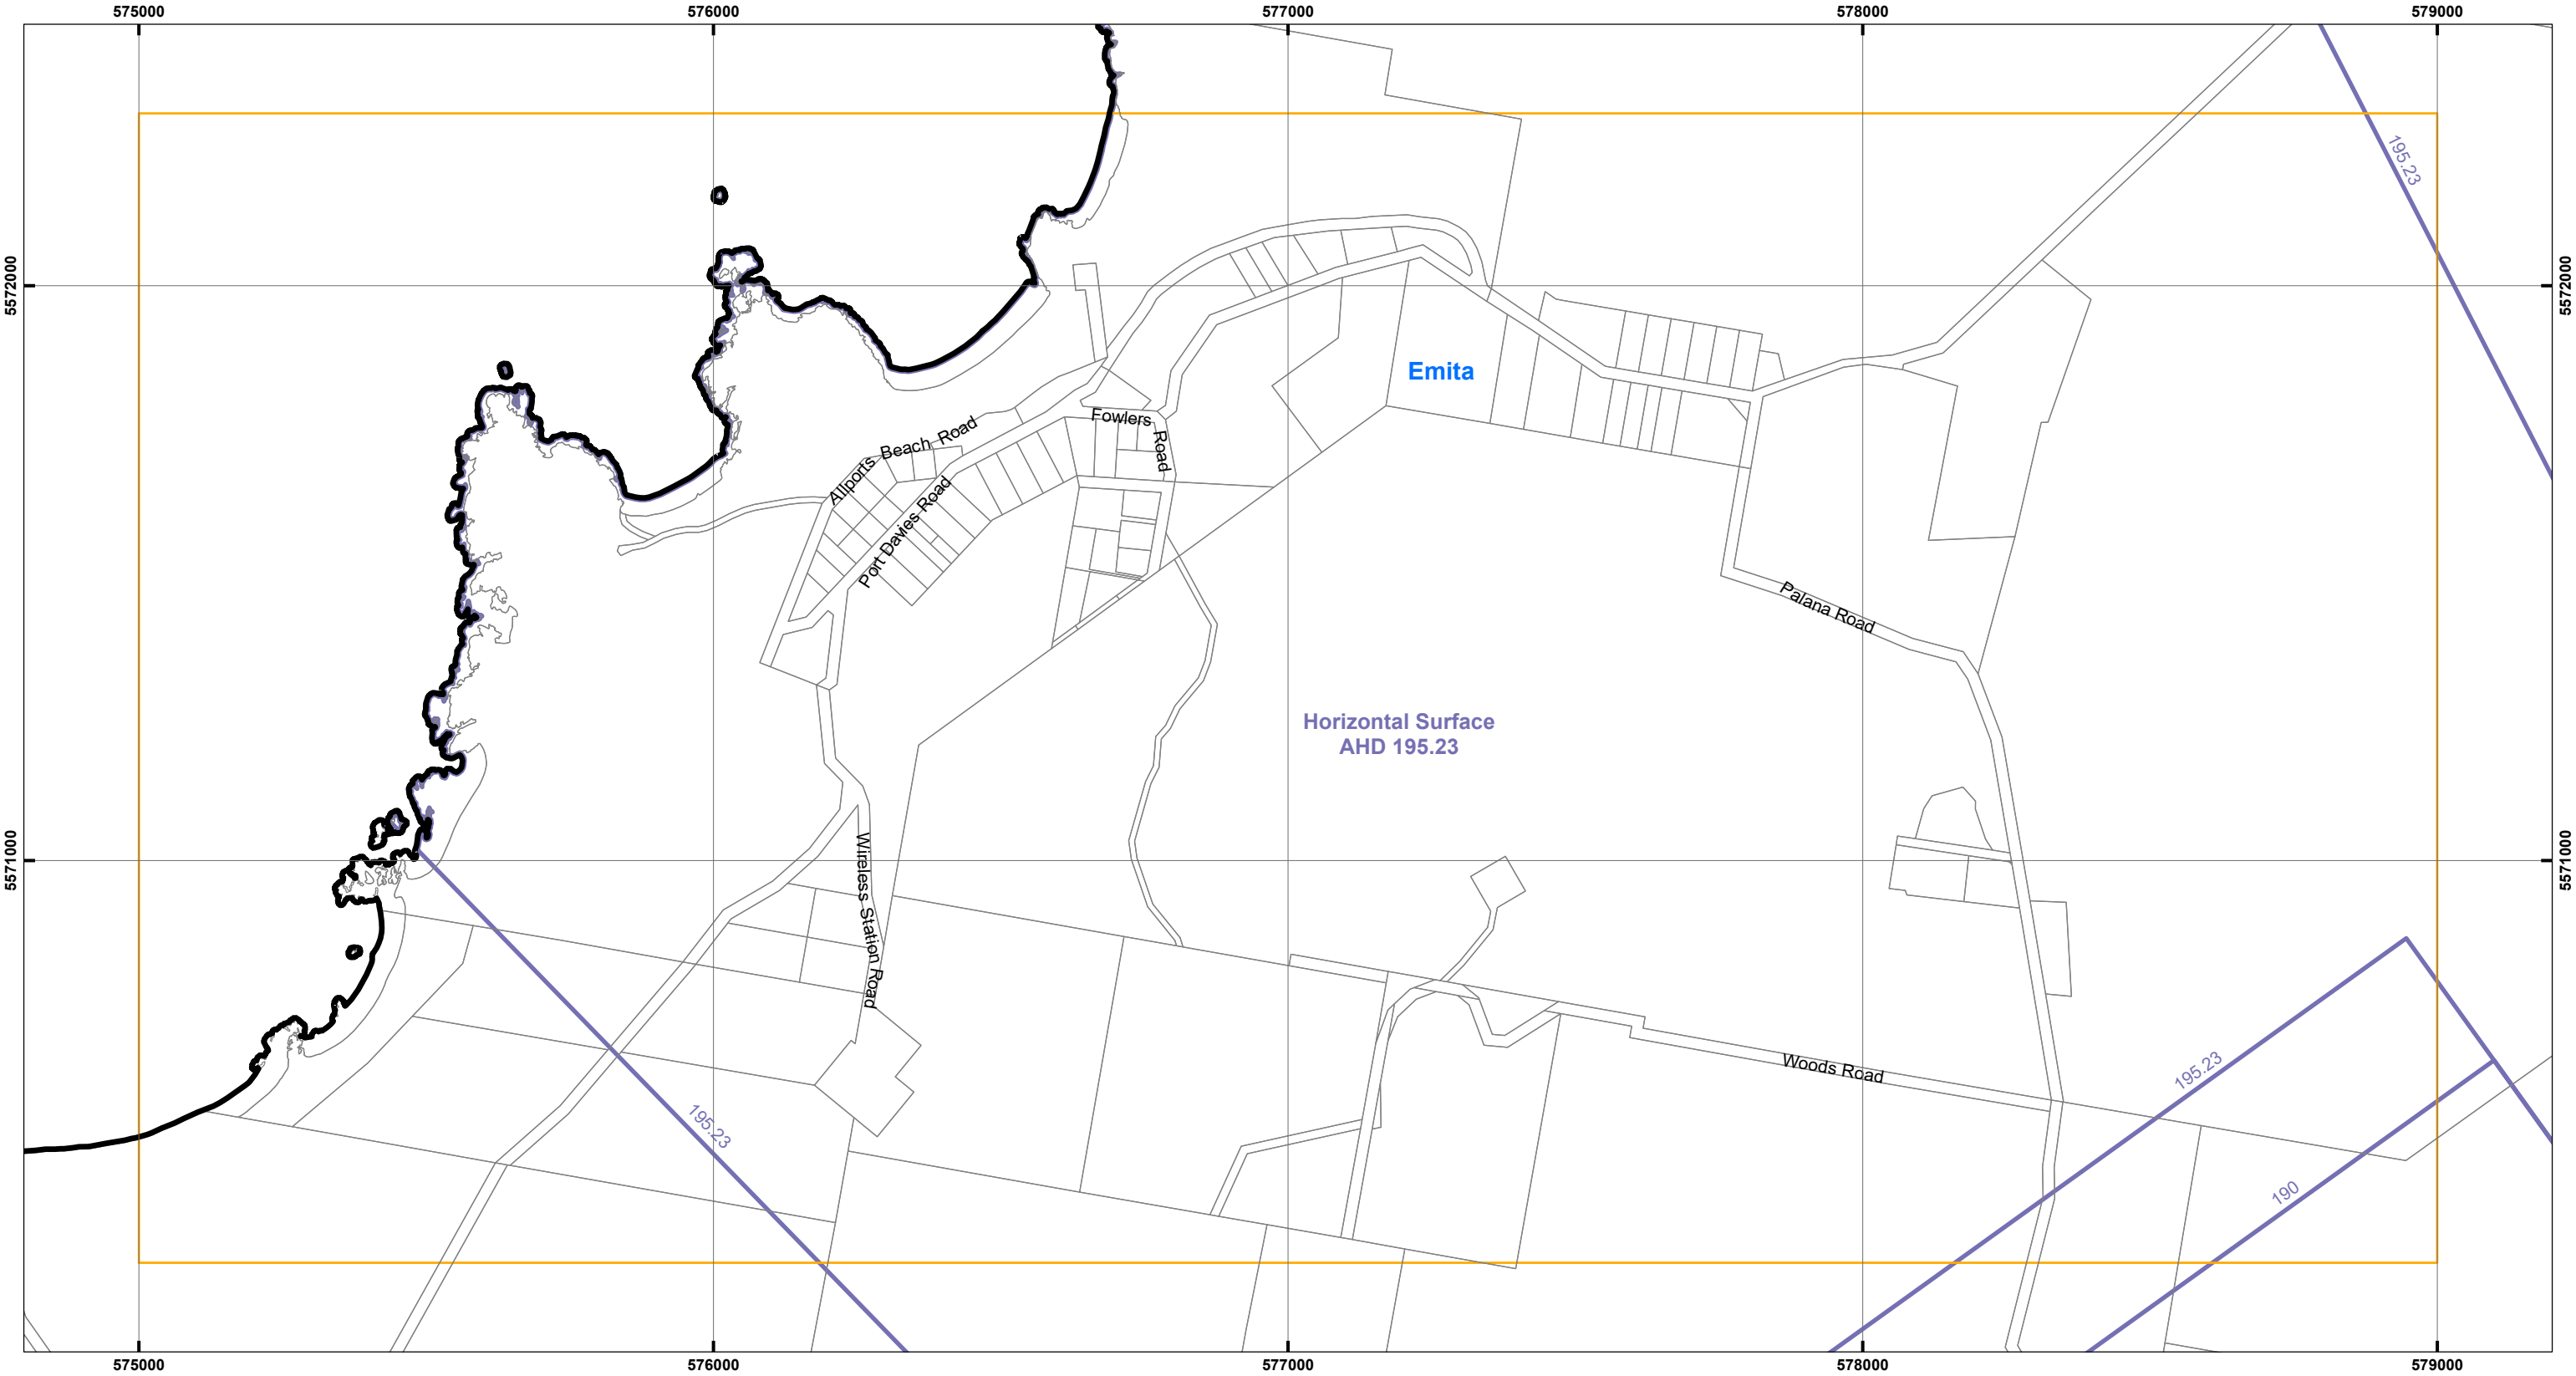 575000
576000
577000
578000
579000
195.23
5572000
5572000
Emita
Fowlers
Road
Allports Beach Road
Port Davies Road
Palana Road
Horizontal Surface
AHD 195.23
5571000
5571000
Wireless Station Road
Woods Road
195.23
195.23
190
575000
576000
577000
578000
579000